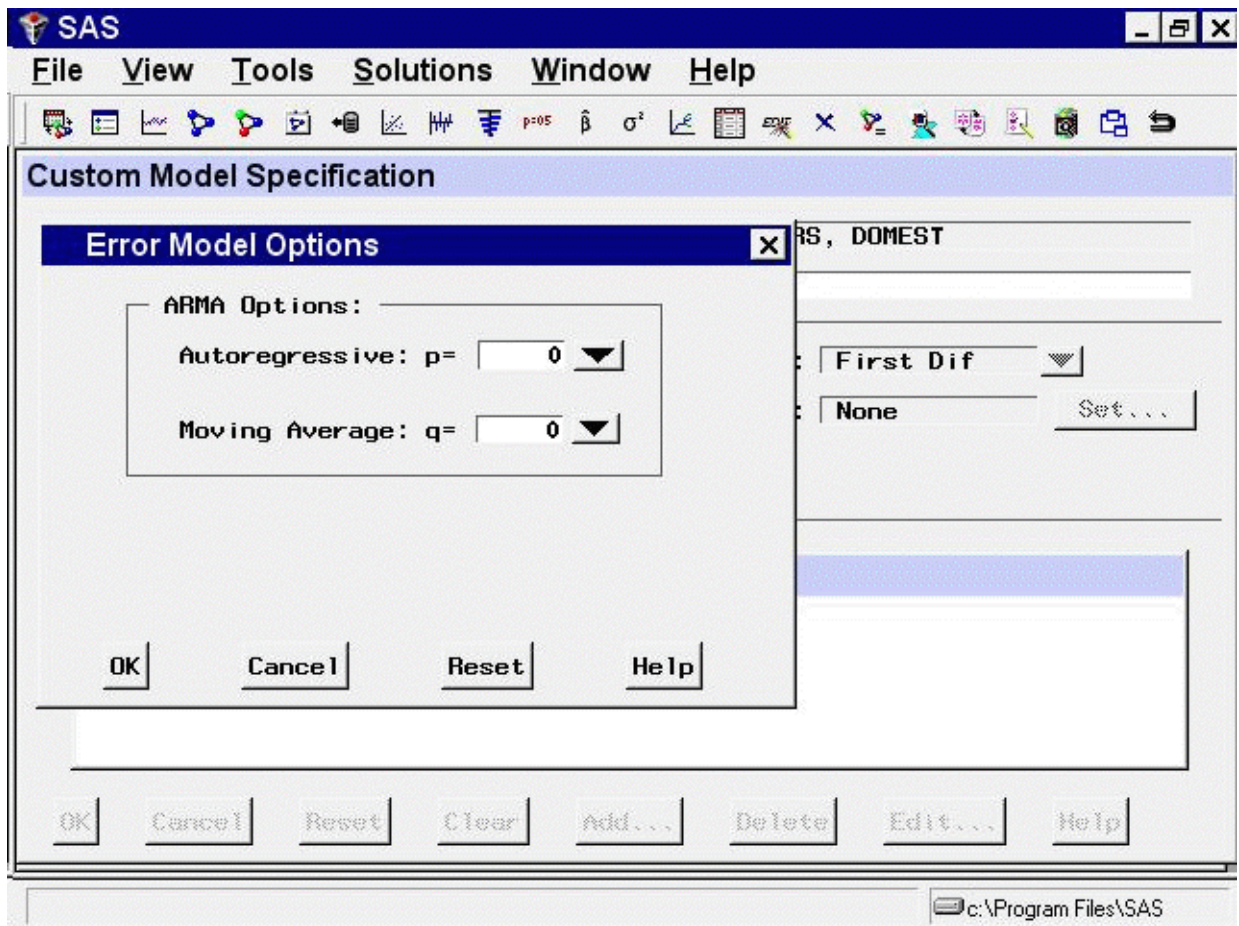 SAS
File View Tools Solutions Window Help
p=05 β̂ σ²
Custom Model Specification
Error Model Options
RS, DOMEST
ARMA Options:
Autoregressive: p= 0
: First Dif
Moving Average: q= 0
: None Set...
OK Cancel Reset Help
OK Cancel Reset Clear Add... Delete Edit... Help
c:\Program Files\SAS